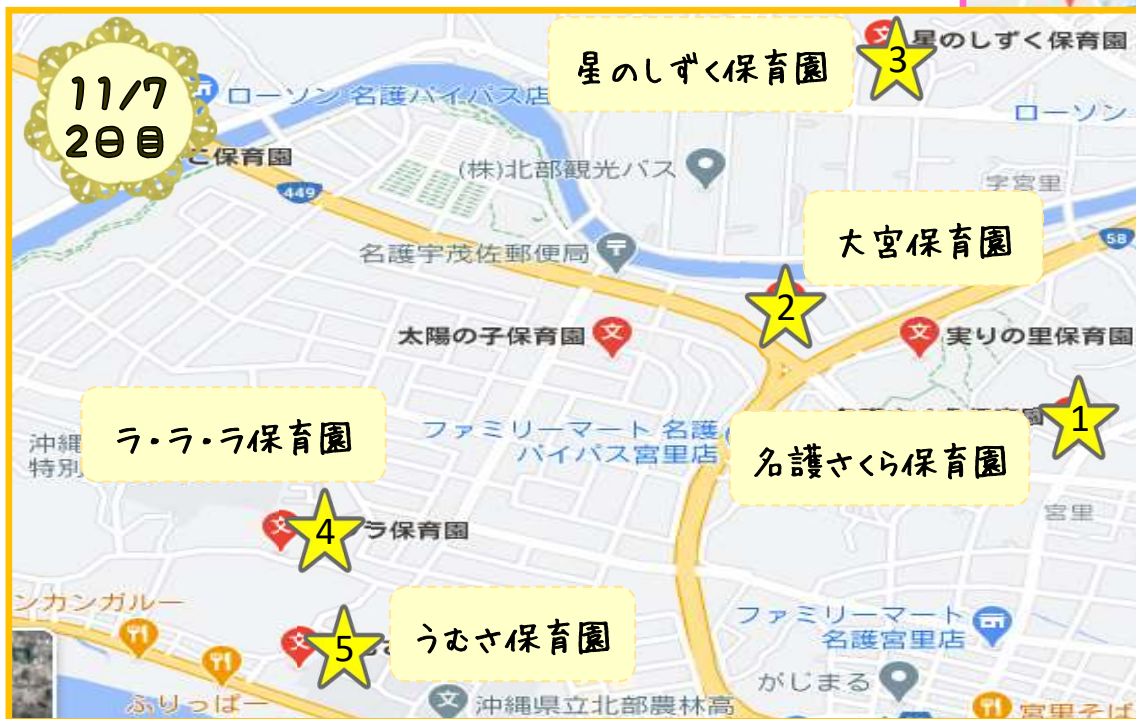 11/7
2日目
星のしずく保育園
3
星のしずく保育園
ローソン 名護バイパス店
ローソン
こ保育園
(株)北部観光バス
449
字宮里
大宮保育園
58
名護宇茂佐郵便局
2
太陽の子保育園
実りの里保育園
1
ラ・ラ・ラ保育園
ファミリーマート 名護
バイパス宮里店
名護さくら保育園
沖縄
特別
宮里
4
ラ保育園
ンカンガルー
うむさ保育園
5
ファミリーマート
名護宮里店
がじまる
ふりっぱー
沖縄県立北部農林高
宮里そば